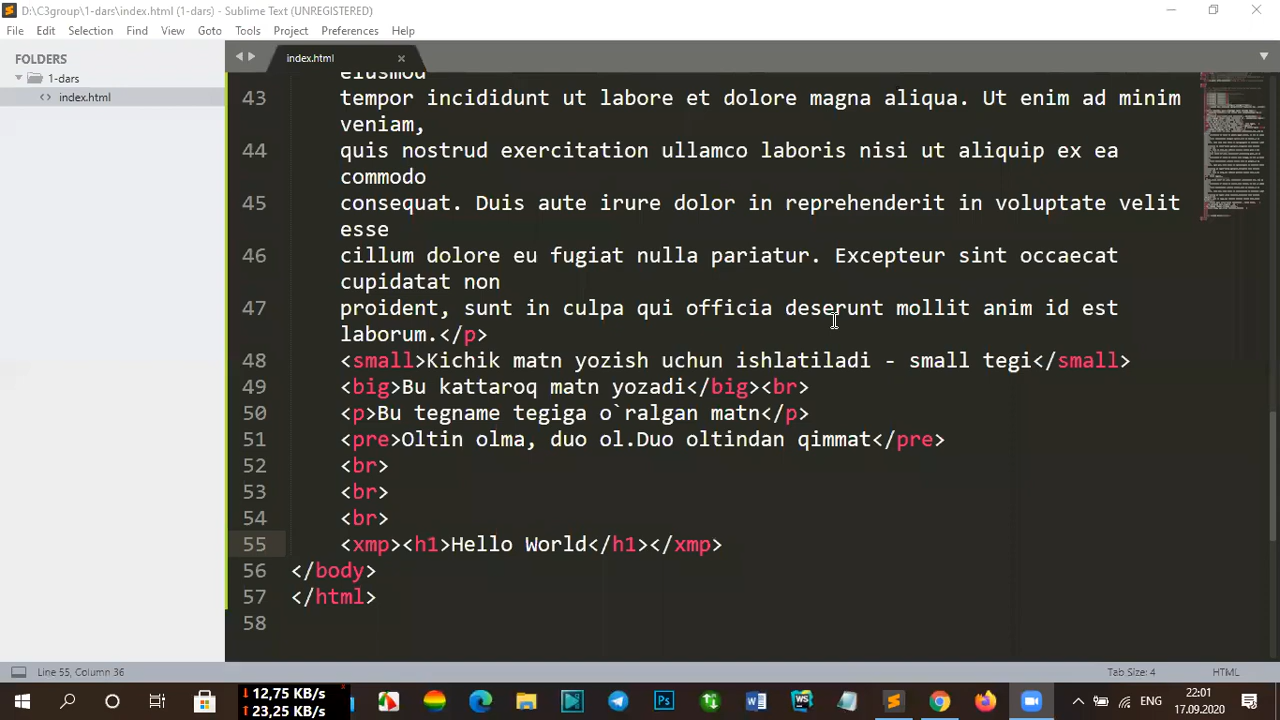 D:\C3group\1-dars\index.html (1-dars) - Sublime Text (UNREGISTERED)
File Edit Selection Find View Goto Tools Project Preferences Help
FOLDERS
1-dars
<> index.html
index.html
eiusmod
43 tempor incididunt ut labore et dolore magna aliqua. Ut enim ad minim
veniam,
44 quis nostrud exercitation ullamco laboris nisi ut aliquip ex ea
commodo
45 consequat. Duis aute irure dolor in reprehenderit in voluptate velit
esse
46 cillum dolore eu fugiat nulla pariatur. Excepteur sint occaecat
cupidatat non
47 proident, sunt in culpa qui officia deserunt mollit anim id est
laborum.</p>
48 <small>Kichik matn yozish uchun ishlatiladi - small tegi</small>
49 <big>Bu kattaroq matn yozadi</big><br>
50 <p>Bu tegname tegiga o`ralgan matn</p>
51 <pre>Oltin olma, duo ol.Duo oltindan qimmat</pre>
52 <br>
53 <br>
54 <br>
55 <xmp><h1>Hello World</h1></xmp>
56 </body>
57 </html>
58
Line 55, Column 36
Tab Size: 4
HTML
12,75 KB/s
23,25 KB/s
Ps
W
WS
ENG
22:01
17.09.2020